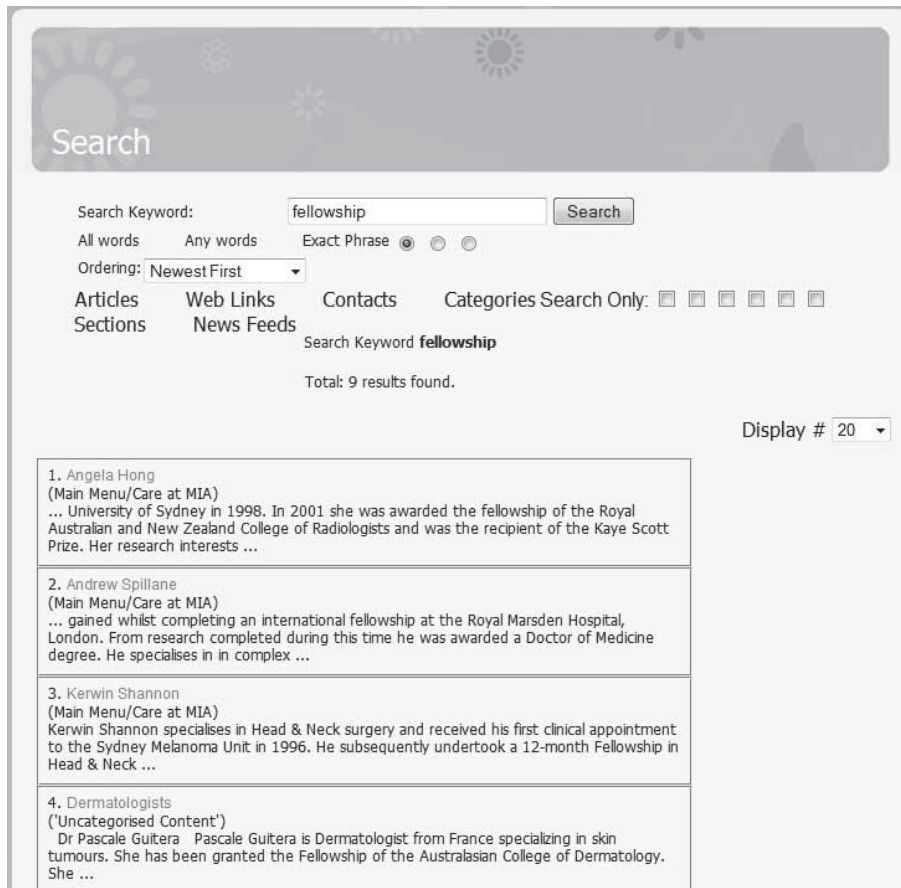 Search
Search Keyword: fellowship Search
All words Any words Exact Phrase
Ordering: Newest First
Articles Web Links Contacts Categories Search Only:
Sections News Feeds
Search Keyword fellowship
Total: 9 results found.
Display # 20
1. Angela Hong
(Main Menu/Care at MIA)
... University of Sydney in 1998. In 2001 she was awarded the fellowship of the Royal
Australian and New Zealand College of Radiologists and was the recipient of the Kaye Scott
Prize. Her research interests ...
2. Andrew Spillane
(Main Menu/Care at MIA)
... gained whilst completing an international fellowship at the Royal Marsden Hospital,
London. From research completed during this time he was awarded a Doctor of Medicine
degree. He specialises in in complex ...
3. Kerwin Shannon
(Main Menu/Care at MIA)
Kerwin Shannon specialises in Head & Neck surgery and received his first clinical appointment
to the Sydney Melanoma Unit in 1996. He subsequently undertook a 12-month Fellowship in
Head & Neck ...
4. Dermatologists
('Uncategorised Content')
Dr Pascale Guitera Pascale Guitera is Dermatologist from France specializing in skin
tumours. She has been granted the Fellowship of the Australasian College of Dermatology.
She ...